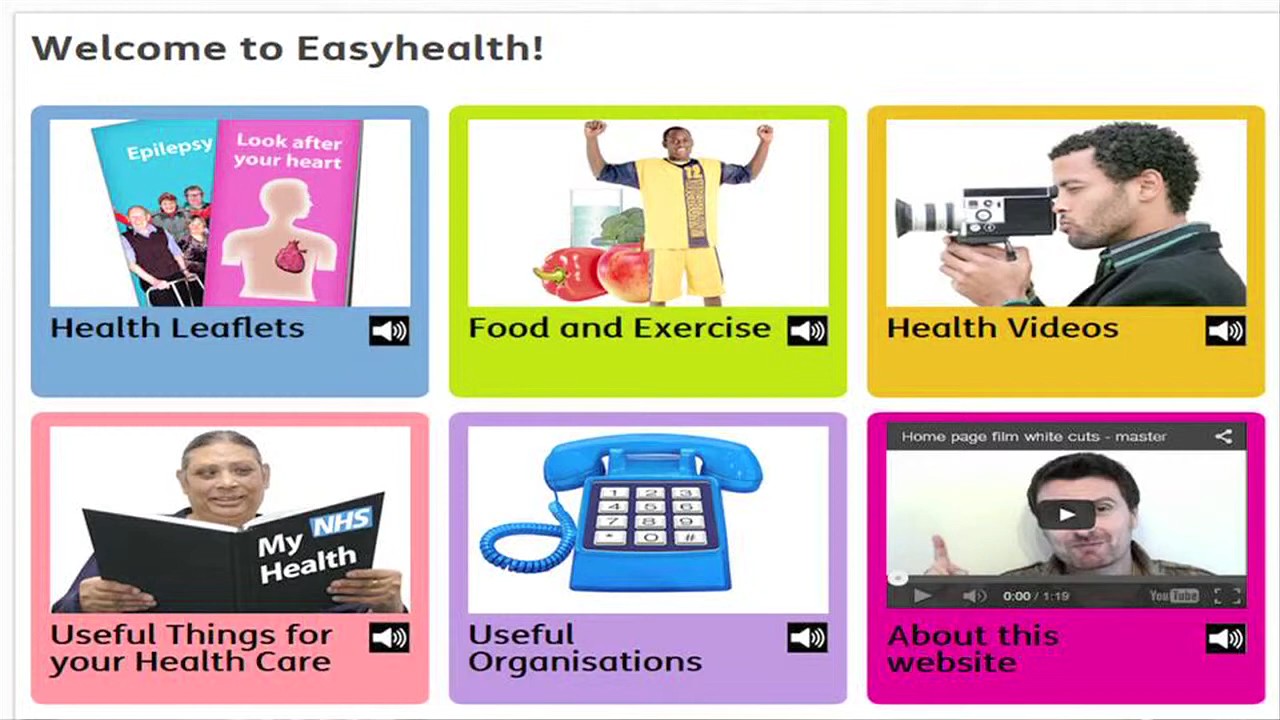 Welcome to Easyhealth!
Epilepsy
Look after
your heart
Health Leaflets
72
Food and Exercise
Health Videos
My NHS
Health
Useful Things for
your Health Care
1 2 3
4 5 6
7 8 9
* 0 #
Useful
Organisations
Home page film white cuts - master
0:00 / 1:19
YouTube
About this
website